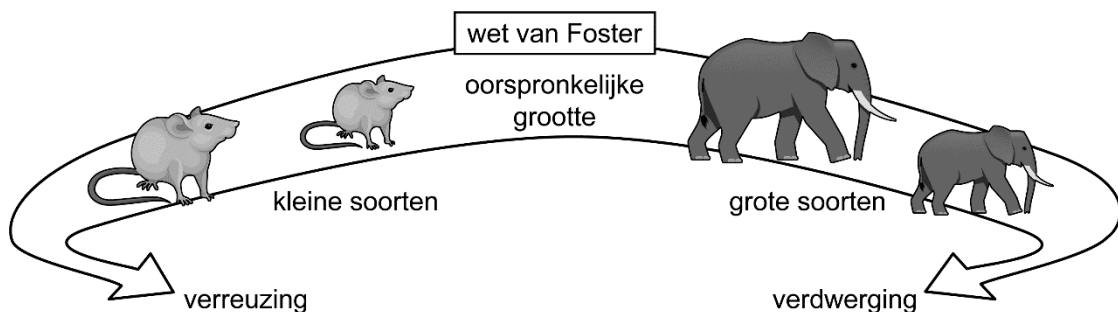 wet van Foster
oorspronkelijke
grootte
kleine soorten
grote soorten
verreuzing
verdwerging